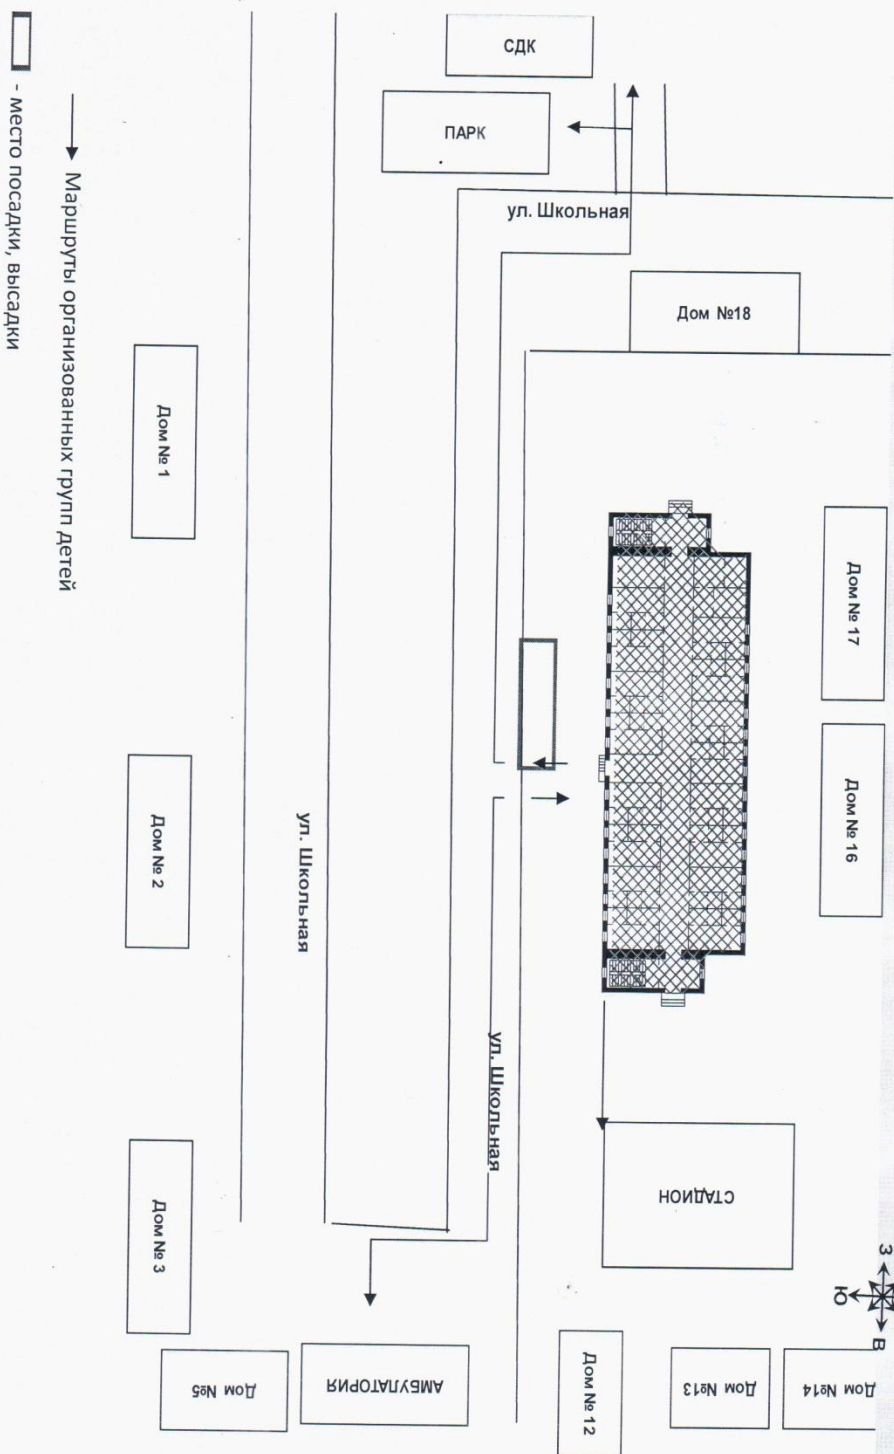 СДК
ПАРК
ул. Школьная
Дом №18
Дом № 1
Дом № 17
Дом № 16
Дом № 2
ул. Школьная
ул. Школьная
Дом № 3
СТАДИОН
З
Ю
В
Дом №5
АМБУЛАТОРИЯ
Дом № 12
Дом №13
Дом №14
Маршруты организованных групп детей
- место посадки, высадки